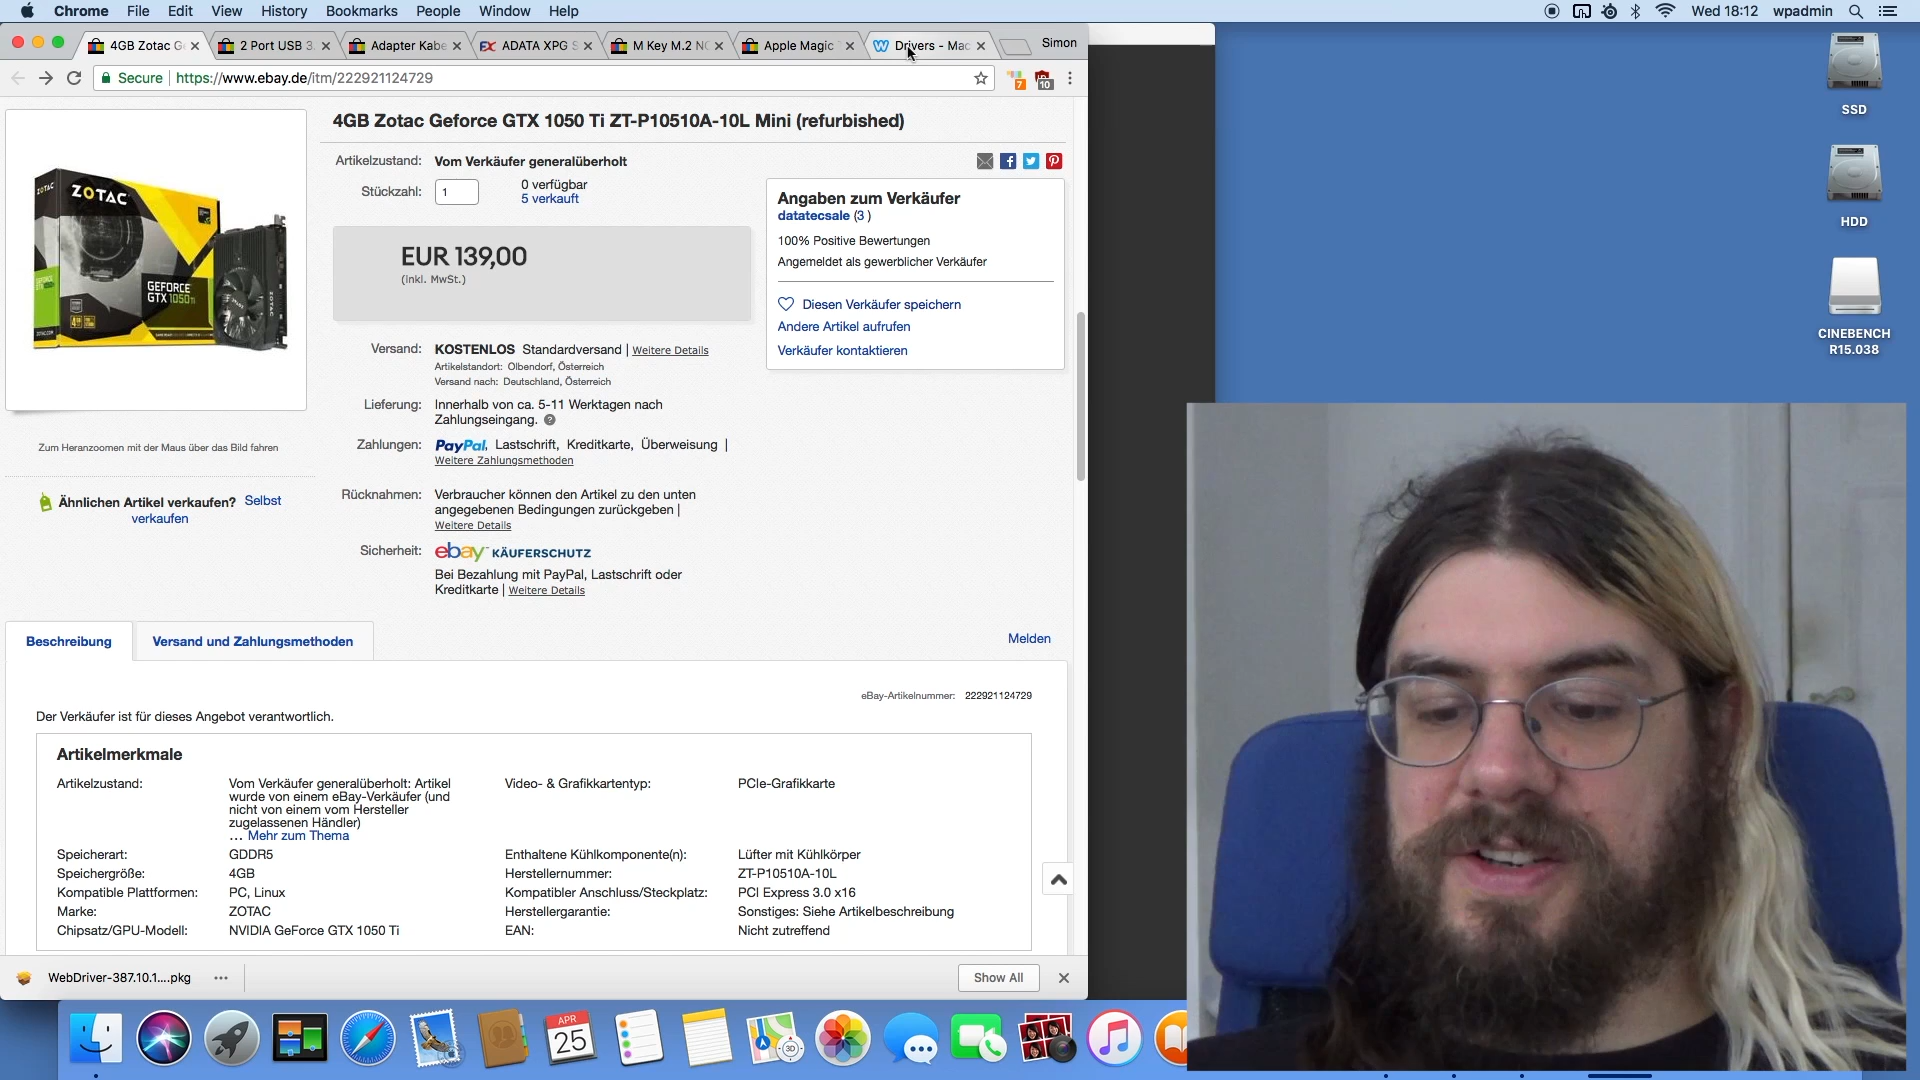 Chrome File Edit View History Bookmarks People Window Help
Wed 18:12 wpadmin
4GB Zotac Ge
2 Port USB 3.
Adapter Kabe
ADATA XPG S
M Key M.2 NG
Apple Magic T
Drivers - Mac
Simon
Secure https://www.ebay.de/itm/222921124729
7
10
4GB Zotac Geforce GTX 1050 Ti ZT-P10510A-10L Mini (refurbished)
Artikelzustand: Vom Verkäufer generalüberholt
Stückzahl: 1
0 verfügbar
5 verkauft
EUR 139,00
(inkl. MwSt.)
Angaben zum Verkäufer
datatecsale (3 )
100% Positive Bewertungen
Angemeldet als gewerblicher Verkäufer
Diesen Verkäufer speichern
Andere Artikel aufrufen
Verkäufer kontaktieren
ZOTAC
ZOTAC
GEFORCE
GTX 1050Ti
Zum Heranzoomen mit der Maus über das Bild fahren
Ähnlichen Artikel verkaufen? Selbst
verkaufen
Versand: KOSTENLOS Standardversand | Weitere Details
Artikelstandort: Olbendorf, Österreich
Versand nach: Deutschland, Österreich
Lieferung: Innerhalb von ca. 5-11 Werktagen nach
Zahlungseingang. ?
Zahlungen: PayPal, Lastschrift, Kreditkarte, Überweisung |
Weitere Zahlungsmethoden
Rücknahmen: Verbraucher können den Artikel zu den unten
angegebenen Bedingungen zurückgeben |
Weitere Details
Sicherheit: ebay KÄUFERSCHUTZ
Bei Bezahlung mit PayPal, Lastschrift oder
Kreditkarte | Weitere Details
Beschreibung
Versand und Zahlungsmethoden
Melden
eBay-Artikelnummer: 222921124729
Der Verkäufer ist für dieses Angebot verantwortlich.
Artikelmerkmale
Artikelzustand: Vom Verkäufer generalüberholt: Artikel
wurde von einem eBay-Verkäufer (und
nicht von einem vom Hersteller
zugelassenen Händler)
... Mehr zum Thema
Video- & Grafikkartentyp: PCIe-Grafikkarte
Speicherart: GDDR5 Enthaltene Kühlkomponente(n): Lüfter mit Kühlkörper
Speichergröße: 4GB Herstellernummer: ZT-P10510A-10L
Kompatible Plattformen: PC, Linux Kompatibler Anschluss/Steckplatz: PCI Express 3.0 x16
Marke: ZOTAC Herstellergarantie: Sonstiges: Siehe Artikelbeschreibung
Chipsatz/GPU-Modell: NVIDIA GeForce GTX 1050 Ti EAN: Nicht zutreffend
WebDriver-387.10.1....pkg
Show All
APR
25
3D
SSD
HDD
CINEBENCH
R15.038